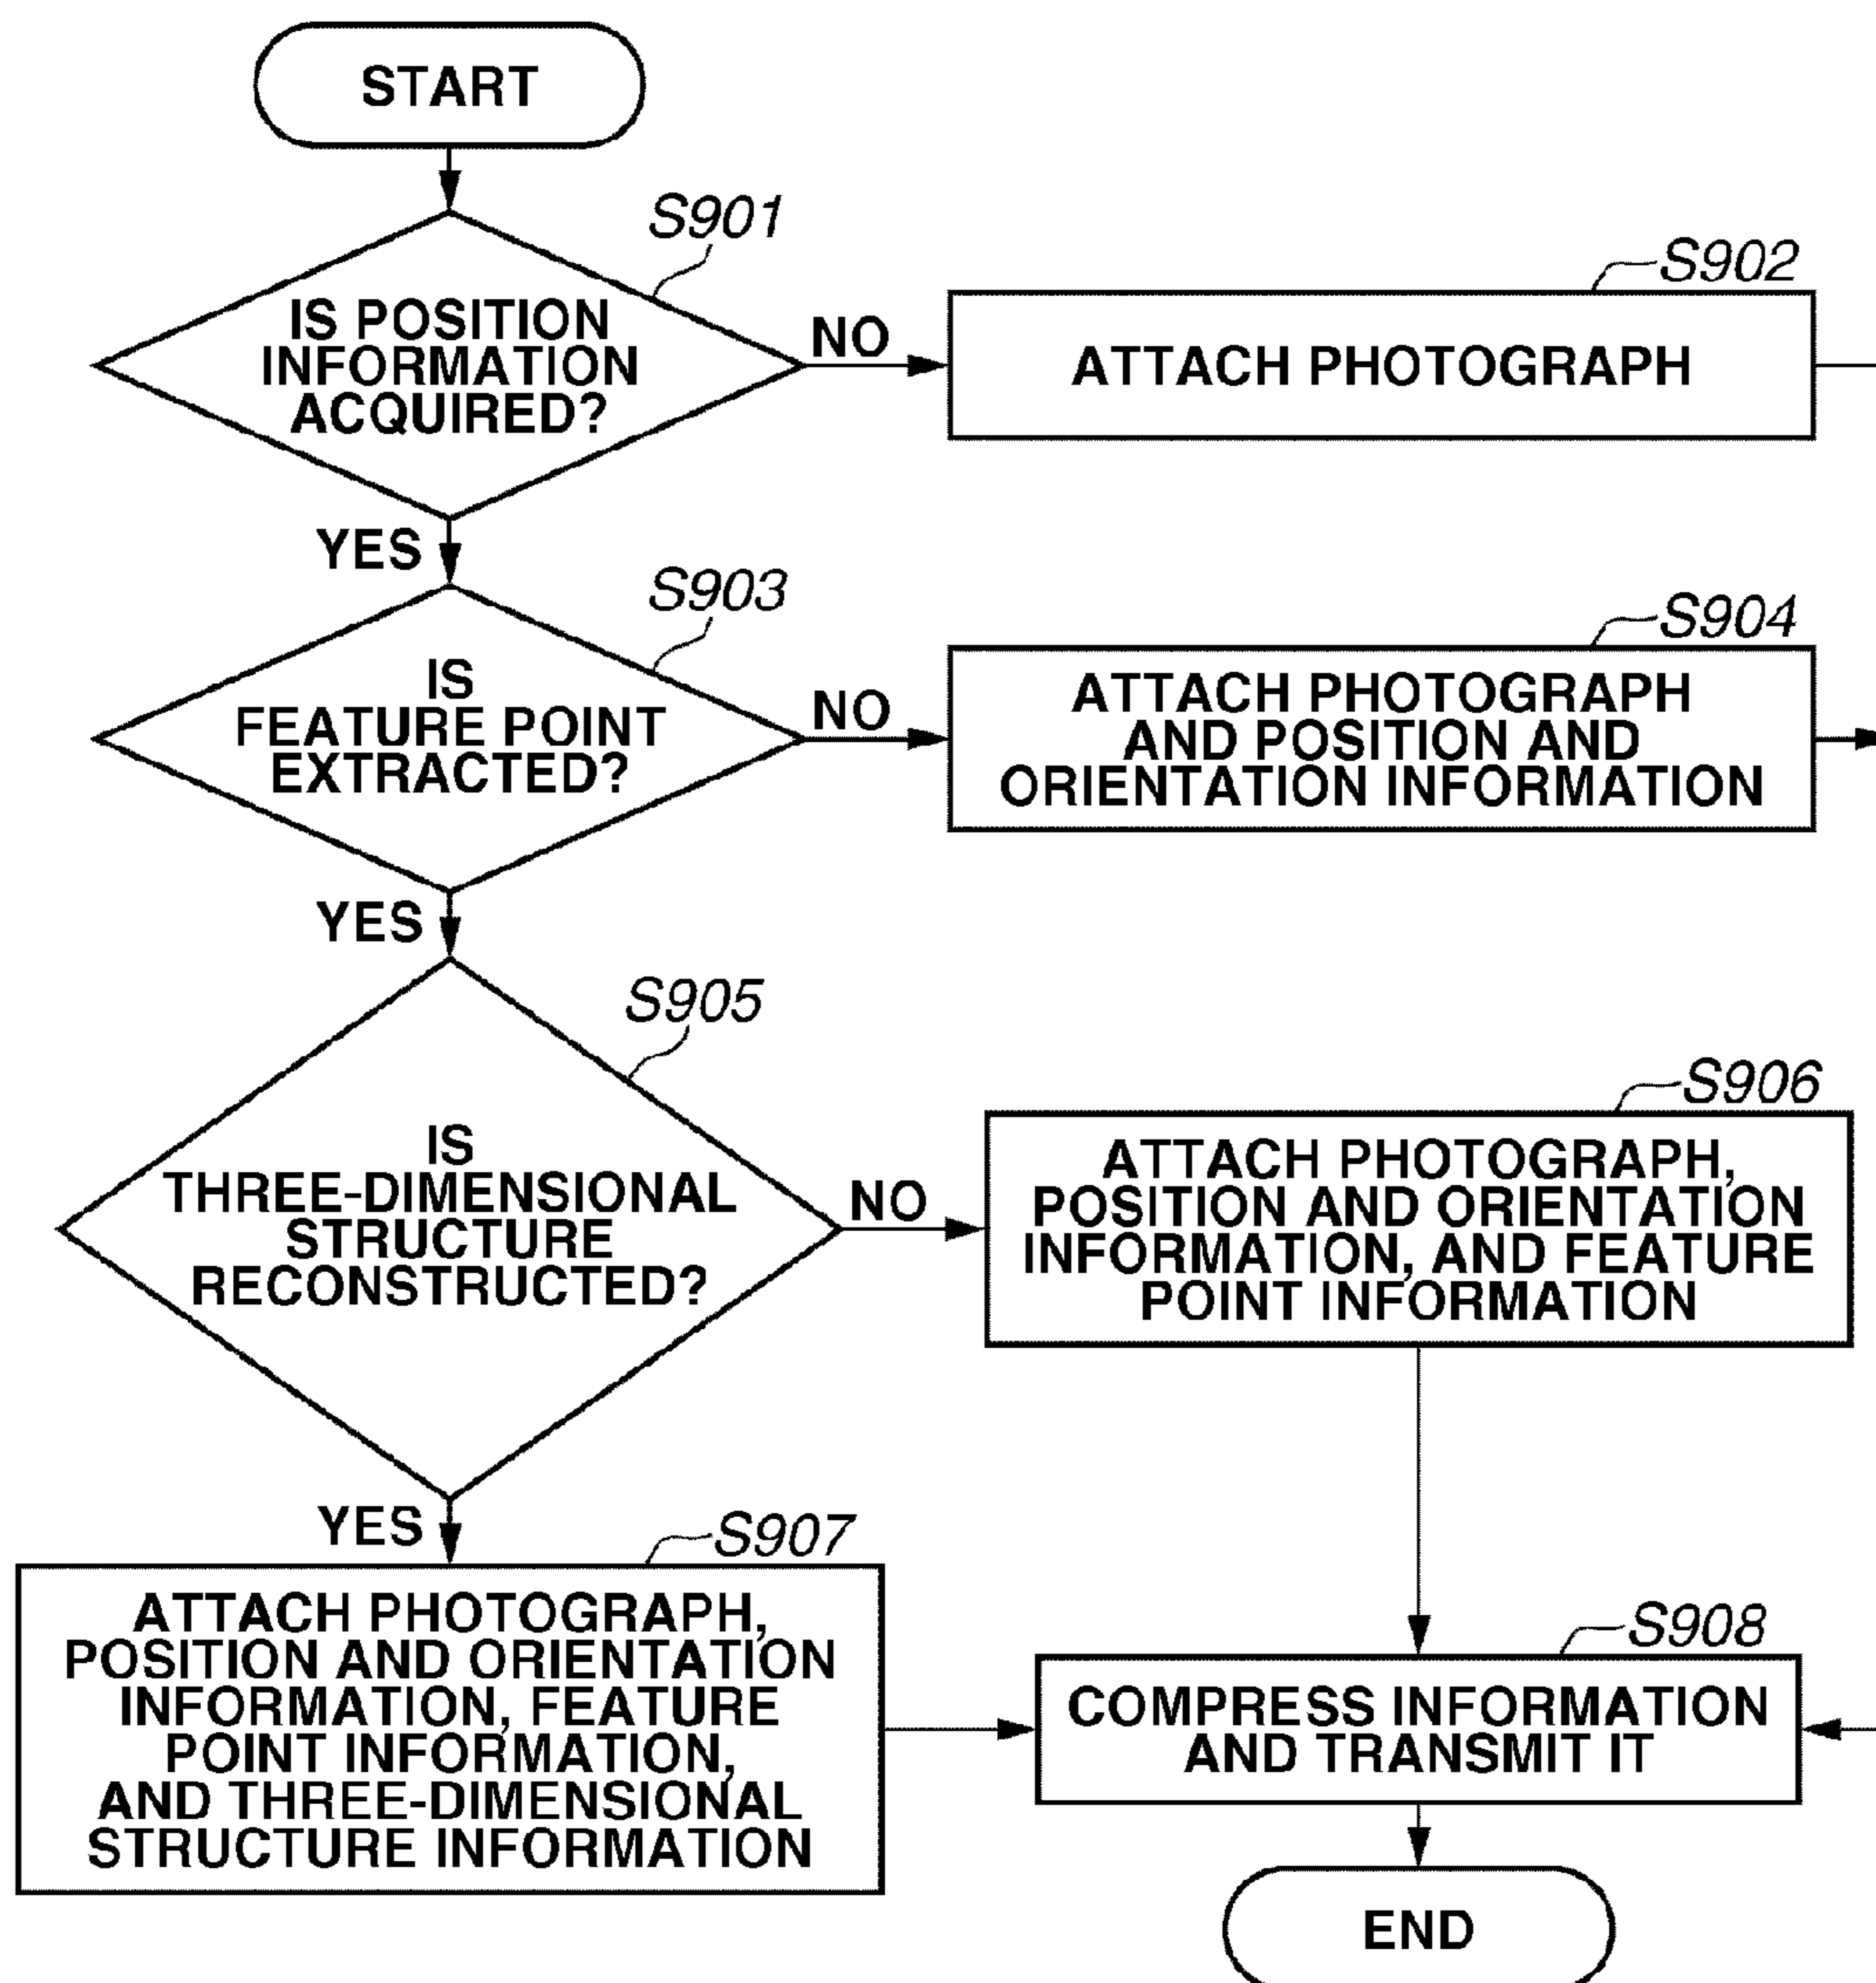 START
S901
IS POSITION
INFORMATION
ACQUIRED?
NO
S902
ATTACH PHOTOGRAPH
YES
S903
IS
FEATURE POINT
EXTRACTED?
NO
S904
ATTACH PHOTOGRAPH
AND POSITION AND
ORIENTATION INFORMATION
YES
S905
IS
THREE-DIMENSIONAL
STRUCTURE
RECONSTRUCTED?
NO
S906
ATTACH PHOTOGRAPH,
POSITION AND ORIENTATION
INFORMATION, AND FEATURE
POINT INFORMATION
YES
S907
ATTACH PHOTOGRAPH,
POSITION AND ORIENTATION
INFORMATION, FEATURE
POINT INFORMATION,
AND THREE-DIMENSIONAL
STRUCTURE INFORMATION
S908
COMPRESS INFORMATION
AND TRANSMIT IT
END